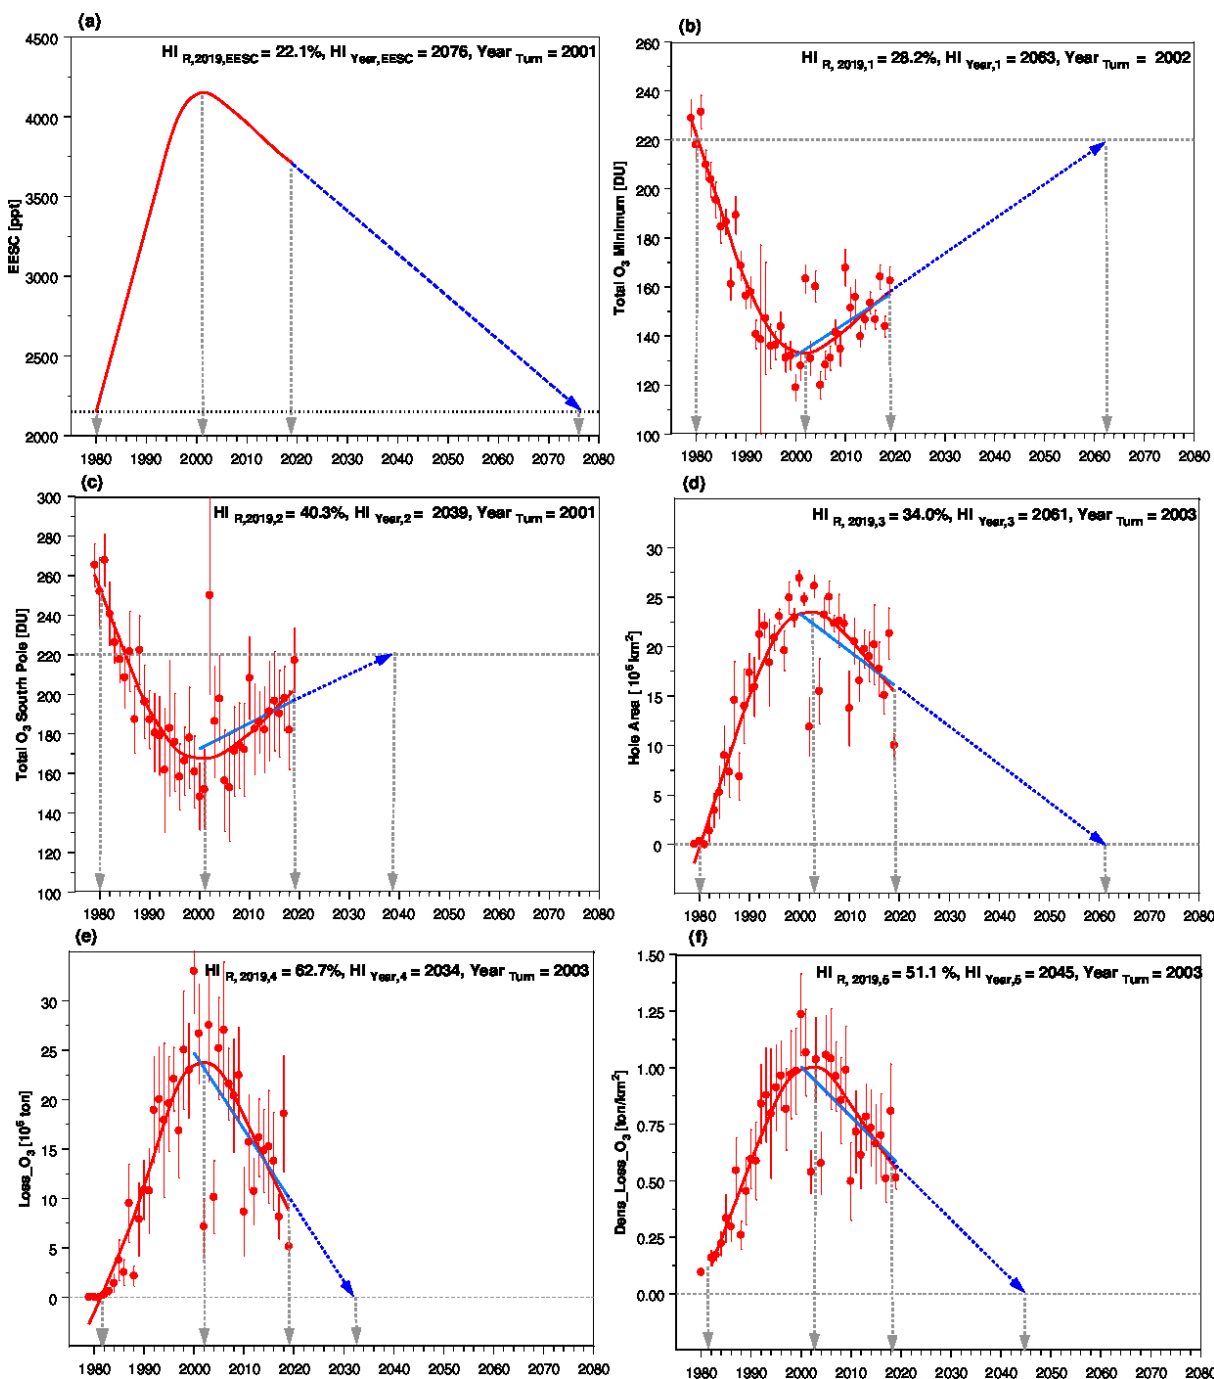 (a)
HI R,2019,EESC = 22.1%, HI Year,EESC = 2076, Year Turn = 2001
4500
4000
3500
3000
2500
2000
EESC [ppt]
1980 1990 2000 2010 2020 2030 2040 2050 2060 2070 2080
(b)
HI R, 2019,1 = 28.2%, HI Year,1 = 2063, Year Turn = 2002
260
240
220
200
180
160
140
120
100
Total O3 Minimum [DU]
1980 1990 2000 2010 2020 2030 2040 2050 2060 2070 2080
(c)
HI R,2019,2 = 40.3%, HI Year,2 = 2039, Year Turn = 2001
300
280
260
240
220
200
180
160
140
120
100
Total O3 South Pole [DU]
1980 1990 2000 2010 2020 2030 2040 2050 2060 2070 2080
(d)
HI R, 2019,3 = 34.0%, HI Year,3 = 2061, Year Turn = 2003
30
25
20
15
10
5
0
Hole Area [ 10^6 km^2]
1980 1990 2000 2010 2020 2030 2040 2050 2060 2070 2080
(e)
HI R, 2019,4 = 62.7%, HI Year,4 = 2034, Year Turn = 2003
30
25
20
15
10
5
0
Loss_O3 [10^6 ton]
1980 1990 2000 2010 2020 2030 2040 2050 2060 2070 2080
(f)
HI R, 2019,5 = 51.1 %, HI Year,5 = 2045, Year Turn = 2003
1.50
1.25
1.00
0.75
0.50
0.25
0.00
Dens_Loss_O3 [ton/km^2]
1980 1990 2000 2010 2020 2030 2040 2050 2060 2070 2080